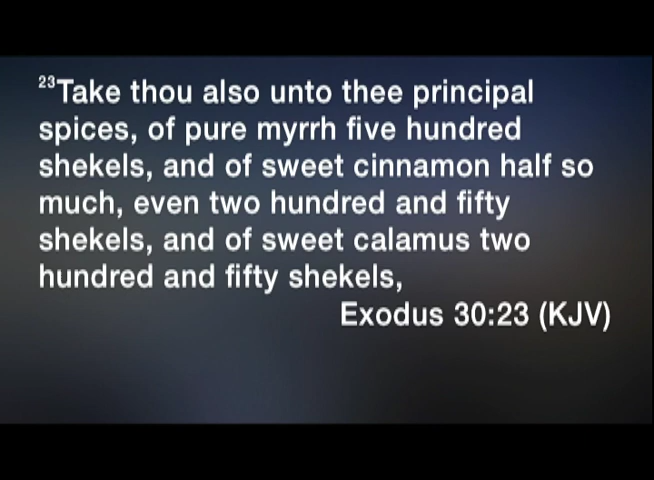 23Take thou also unto thee principal
spices, of pure myrrh five hundred
shekels, and of sweet cinnamon half so
much, even two hundred and fifty
shekels, and of sweet calamus two
hundred and fifty shekels,
Exodus 30:23 (KJV)